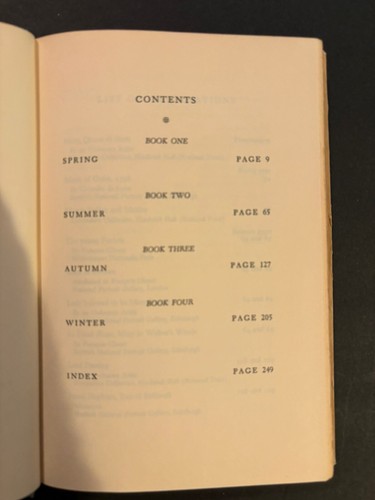 CONTENTS
BOOK ONE
SPRING PAGE 9
BOOK TWO
SUMMER PAGE 65
BOOK THREE
AUTUMN PAGE 127
BOOK FOUR
WINTER PAGE 205
INDEX PAGE 249